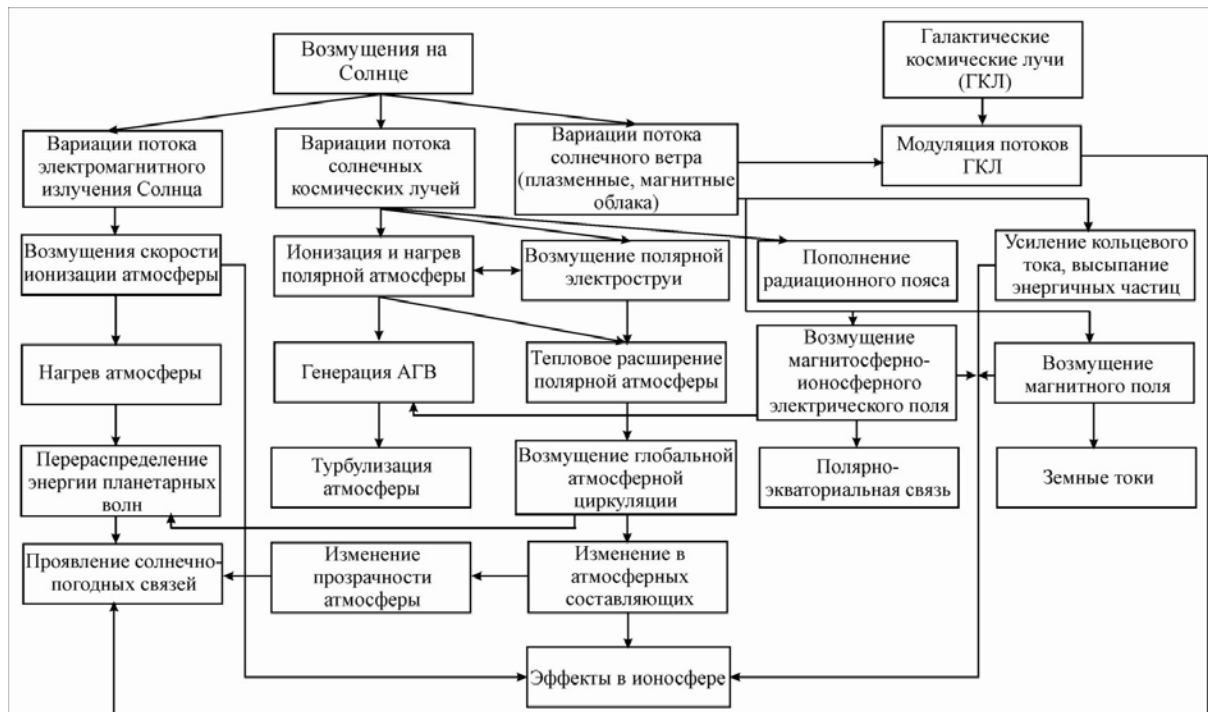 Возмущения на
Солнце
Галактические
космические лучи
(ГКЛ)
Вариации потока
электромагнитного
излучения Солнца
Вариации потока
солнечных
космических лучей
Вариации потока
солнечного ветра
(плазменные, магнитные
облака)
Модуляция потоков
ГКЛ
Возмущения скорости
ионизации атмосферы
Ионизация и нагрев
полярной атмосферы
Возмущение полярной
электроструи
Пополнение
радиационного пояса
Усиление кольцевого
тока, высыпание
энергичных частиц
Нагрев атмосферы
Генерация АГВ
Тепловое расширение
полярной атмосферы
Возмущение
магнитосферно-
ионосферного
электрического поля
Возмущение
магнитного поля
Перераспределение
энергии планетарных
волн
Турбулизация
атмосферы
Возмущение глобальной
атмосферной
циркуляции
Полярно-
экваториальная связь
Земные токи
Проявление солнечно-
погодных связей
Изменение
прозрачности
атмосферы
Изменение в
атмосферных
составляющих
Эффекты в ионосфере